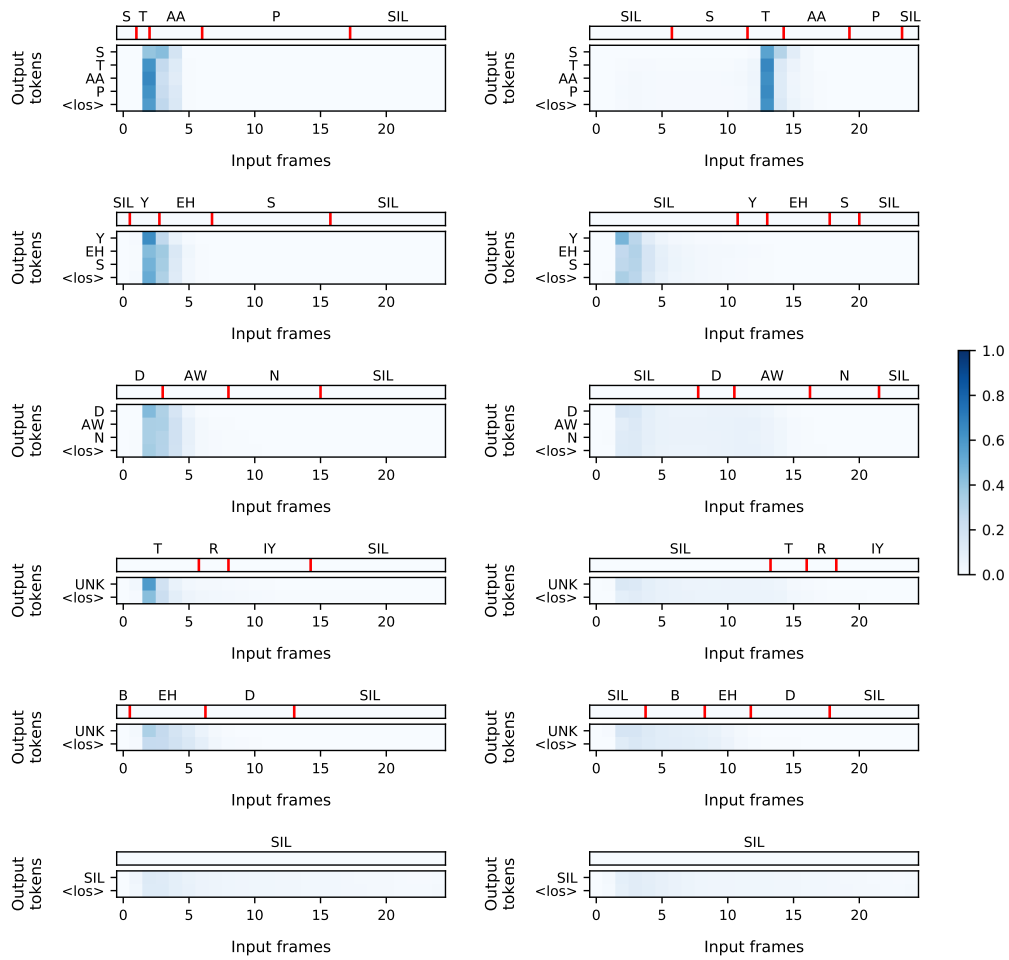 S T AA P SIL
Output tokens
S
T
AA
P
<los>
0 5 10 15 20
Input frames
SIL S T AA P SIL
Output tokens
S
T
AA
P
<los>
0 5 10 15 20
Input frames
SIL Y EH S SIL
Output tokens
Y
EH
S
<los>
0 5 10 15 20
Input frames
SIL Y EH S SIL
Output tokens
Y
EH
S
<los>
0 5 10 15 20
Input frames
D AW N SIL
Output tokens
D
AW
N
<los>
0 5 10 15 20
Input frames
SIL D AW N SIL
Output tokens
D
AW
N
<los>
0 5 10 15 20
Input frames
T R IY SIL
Output tokens
UNK
<los>
0 5 10 15 20
Input frames
SIL T R IY
Output tokens
UNK
<los>
0 5 10 15 20
Input frames
B EH D SIL
Output tokens
UNK
<los>
0 5 10 15 20
Input frames
SIL B EH D SIL
Output tokens
UNK
<los>
0 5 10 15 20
Input frames
SIL
Output tokens
SIL
<los>
0 5 10 15 20
Input frames
SIL
Output tokens
SIL
<los>
0 5 10 15 20
Input frames
1.0
0.8
0.6
0.4
0.2
0.0